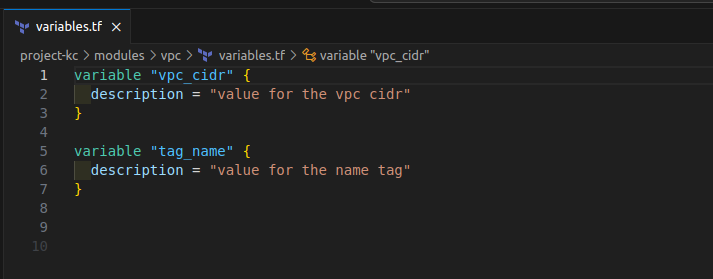 variables.tf ×
project-kc > modules > vpc > variables.tf > variable "vpc_cidr"
1 variable "vpc_cidr" {
2   description = "value for the vpc cidr"
3 }
4
5 variable "tag_name" {
6   description = "value for the name tag"
7 }
8
9
10